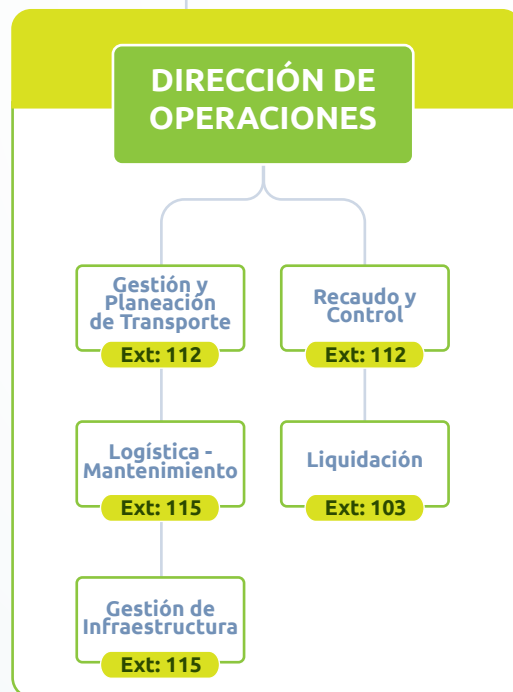 DIRECCIÓN DE
OPERACIONES
Gestión y
Planeación
de Transporte
Ext: 112
Recaudo y
Control
Ext: 112
Logística -
Mantenimiento
Ext: 115
Liquidación
Ext: 103
Gestión de
Infraestructura
Ext: 115